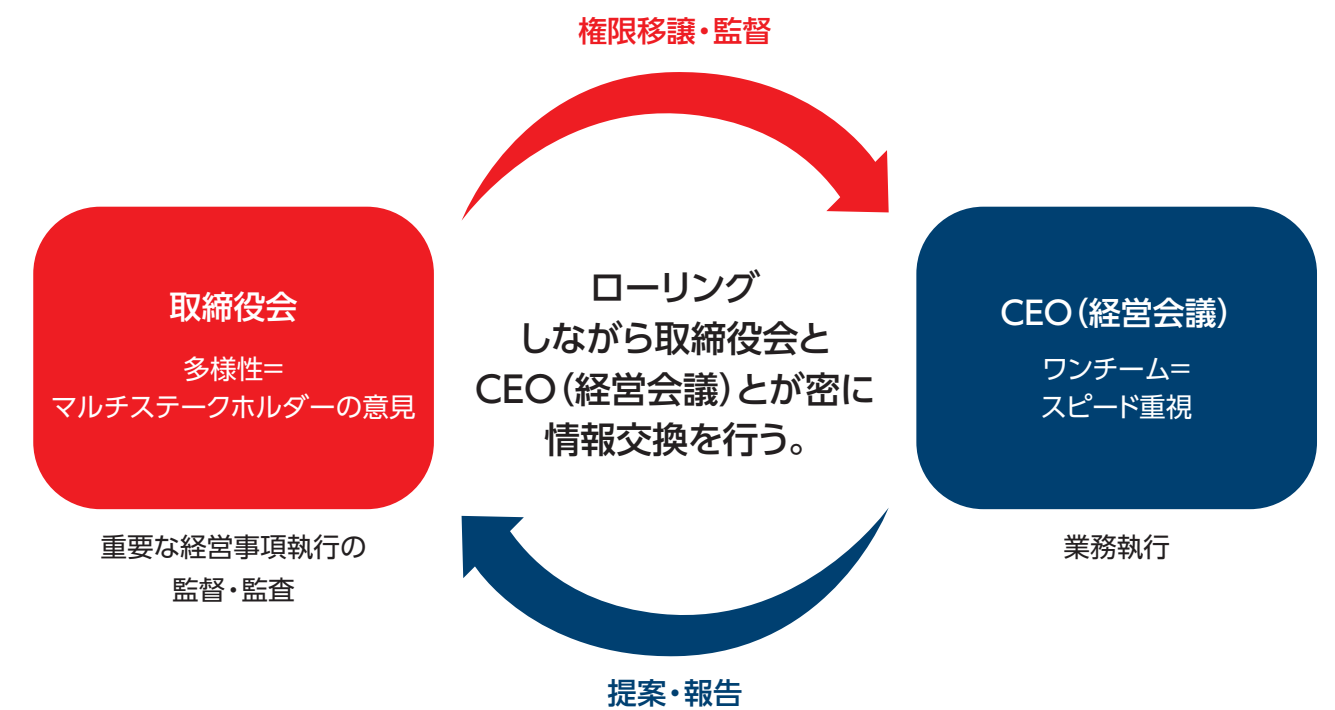 権限移譲・監督
取締役会
多様性＝
マルチステークホルダーの意見
重要な経営事項執行の
監督・監査
ローリング
しながら取締役会と
CEO（経営会議）とが密に
情報交換を行う。
CEO（経営会議）
ワンチーム＝
スピード重視
業務執行
提案・報告